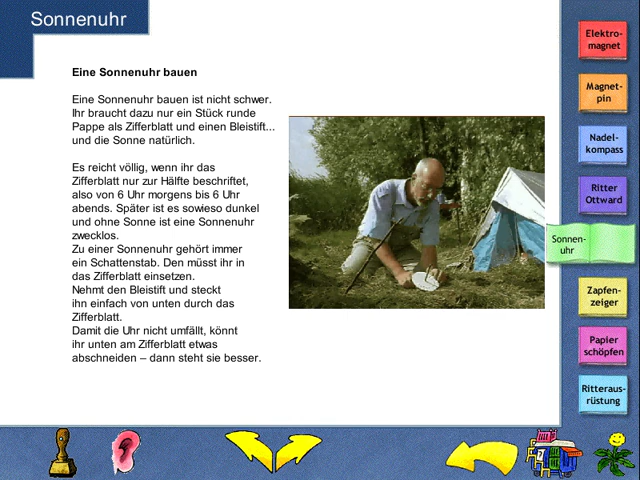 Sonnenuhr
Eine Sonnenuhr bauen
Eine Sonnenuhr bauen ist nicht schwer.
Ihr braucht dazu nur ein Stück runde
Pappe als Zifferblatt und einen Bleistift...
und die Sonne natürlich.
Es reicht völlig, wenn ihr das
Zifferblatt nur zur Hälfte beschriftet,
also von 6 Uhr morgens bis 6 Uhr
abends. Später ist es sowieso dunkel
und ohne Sonne ist eine Sonnenuhr
zwecklos.
Zu einer Sonnenuhr gehört immer
ein Schattenstab. Den müsst ihr in
das Zifferblatt einsetzen.
Nehmt den Bleistift und steckt
ihn einfach von unten durch das
Zifferblatt.
Damit die Uhr nicht umfällt, könnt
ihr unten am Zifferblatt etwas
abschneiden – dann steht sie besser.
Elektro-
magnet
Magnet-
pin
Nadel-
kompass
Ritter
Ottward
Sonnen-
uhr
Zapfen-
zeiger
Papier
schöpfen
Ritteraus-
rüstung